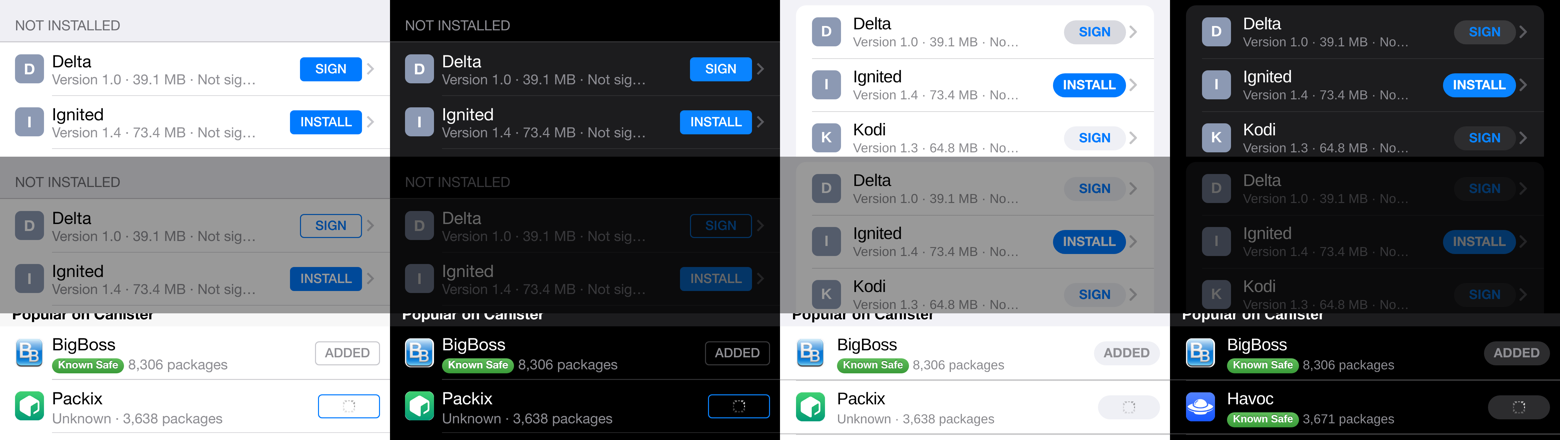 NOT INSTALLED
D Delta SIGN
Version 1.0 · 39.1 MB · Not sig…
I Ignited INSTALL
Version 1.4 · 73.4 MB · Not sig…
NOT INSTALLED
D Delta SIGN
Version 1.0 · 39.1 MB · Not sig…
I Ignited INSTALL
Version 1.4 · 73.4 MB · Not sig…
Popular on Canister
BB BigBoss ADDED
Known Safe 8,306 packages
Packix
Unknown · 3,638 packages
NOT INSTALLED
D Delta SIGN
Version 1.0 · 39.1 MB · Not sig…
I Ignited INSTALL
Version 1.4 · 73.4 MB · Not sig…
NOT INSTALLED
D Delta SIGN
Version 1.0 · 39.1 MB · Not sig…
I Ignited INSTALL
Version 1.4 · 73.4 MB · Not sig…
Popular on Canister
BB BigBoss ADDED
Known Safe 8,306 packages
Packix
Unknown · 3,638 packages
D Delta SIGN
Version 1.0 · 39.1 MB · No…
I Ignited INSTALL
Version 1.4 · 73.4 MB · No…
K Kodi SIGN
Version 1.3 · 64.8 MB · No…
D Delta SIGN
Version 1.0 · 39.1 MB · No…
I Ignited INSTALL
Version 1.4 · 73.4 MB · No…
K Kodi SIGN
Version 1.3 · 64.8 MB · No…
Popular on Canister
BB BigBoss ADDED
Known Safe 8,306 packages
Packix
Unknown · 3,638 packages
D Delta SIGN
Version 1.0 · 39.1 MB · No…
I Ignited INSTALL
Version 1.4 · 73.4 MB · No…
K Kodi SIGN
Version 1.3 · 64.8 MB · No…
D Delta SIGN
Version 1.0 · 39.1 MB · No…
I Ignited INSTALL
Version 1.4 · 73.4 MB · No…
K Kodi SIGN
Version 1.3 · 64.8 MB · No…
Popular on Canister
BB BigBoss ADDED
Known Safe 8,306 packages
Havoc
Known Safe 3,671 packages